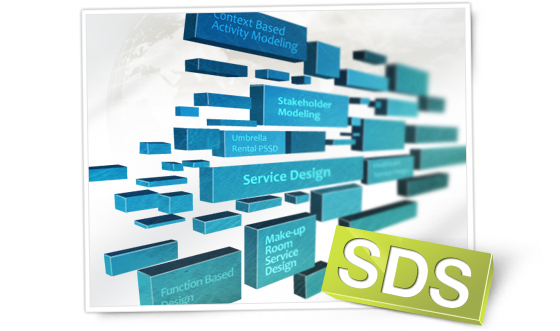 Context Based
Activity Modeling
Stakeholder
Modeling
Umbrella
Rental PSSD
Service Design
Make-up
Room
Service
Design
Function Based
Design
SDS